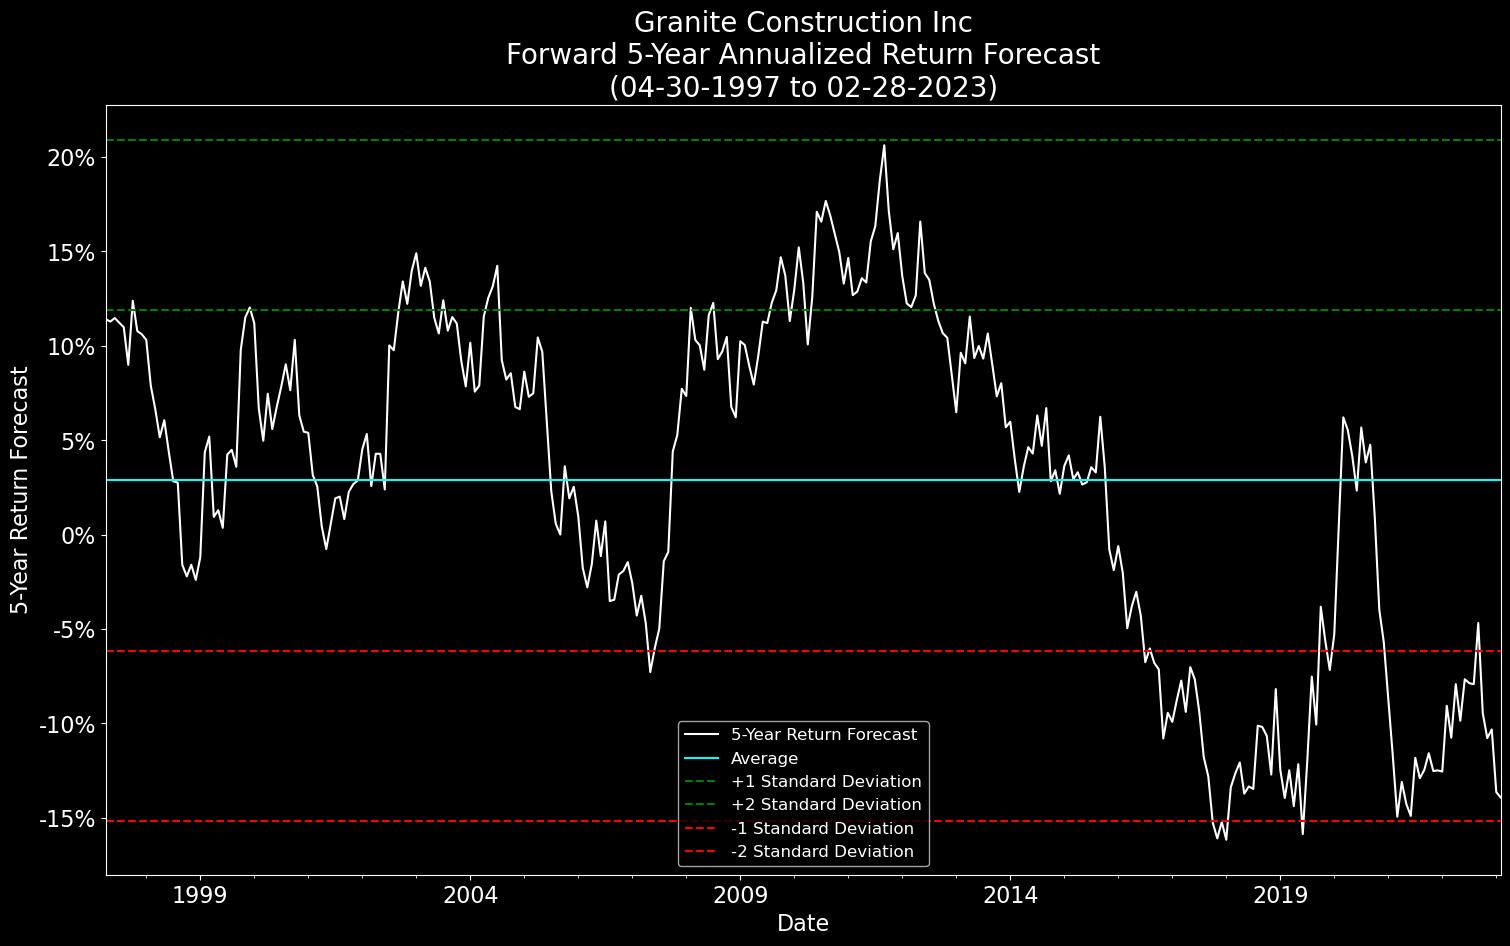 Granite Construction Inc
Forward 5-Year Annualized Return Forecast
(04-30-1997 to 02-28-2023)
5-Year Return Forecast
20%
15%
10%
5%
0%
-5%
-10%
-15%
5-Year Return Forecast
Average
+1 Standard Deviation
+2 Standard Deviation
-1 Standard Deviation
-2 Standard Deviation
1999 2004 2009 2014 2019
Date